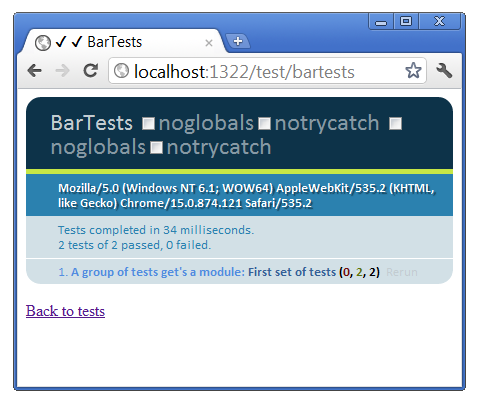 ✓ ✓ BarTests
localhost:1322/test/bartests
BarTests noglobals notrycatch
noglobals notrycatch
Mozilla/5.0 (Windows NT 6.1; WOW64) AppleWebKit/535.2 (KHTML,
like Gecko) Chrome/15.0.874.121 Safari/535.2
Tests completed in 34 milliseconds.
2 tests of 2 passed, 0 failed.
1. A group of tests get's a module: First set of tests (0, 2, 2) Rerun
Back to tests